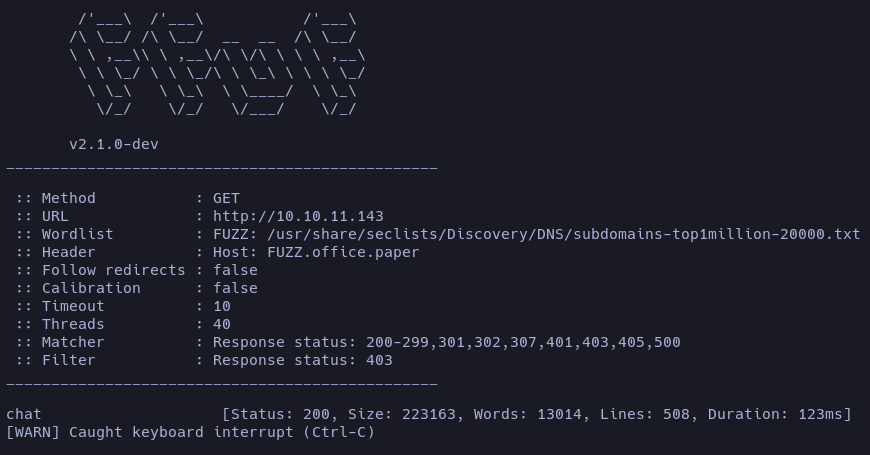 /'___\  /'___\           /'___\
       /\ \__/ /\ \__/  __  __  /\ \__/
       \ \ ,__\\ \ ,__\/\ \/\ \ \ \ ,__\
        \ \ \_/ \ \ \_/\ \ \_\ \ \ \ \_/
         \ \_\   \ \_\  \ \____/  \ \_\
          \/_/    \/_/   \/___/    \/_/

       v2.1.0-dev
________________________________________________

 :: Method           : GET
 :: URL              : http://10.10.11.143
 :: Wordlist         : FUZZ: /usr/share/seclists/Discovery/DNS/subdomains-top1million-20000.txt
 :: Header           : Host: FUZZ.office.paper
 :: Follow redirects : false
 :: Calibration      : false
 :: Timeout          : 10
 :: Threads          : 40
 :: Matcher          : Response status: 200-299,301,302,307,401,403,405,500
 :: Filter           : Response status: 403
________________________________________________

chat                    [Status: 200, Size: 223163, Words: 13014, Lines: 508, Duration: 123ms]
[WARN] Caught keyboard interrupt (Ctrl-C)